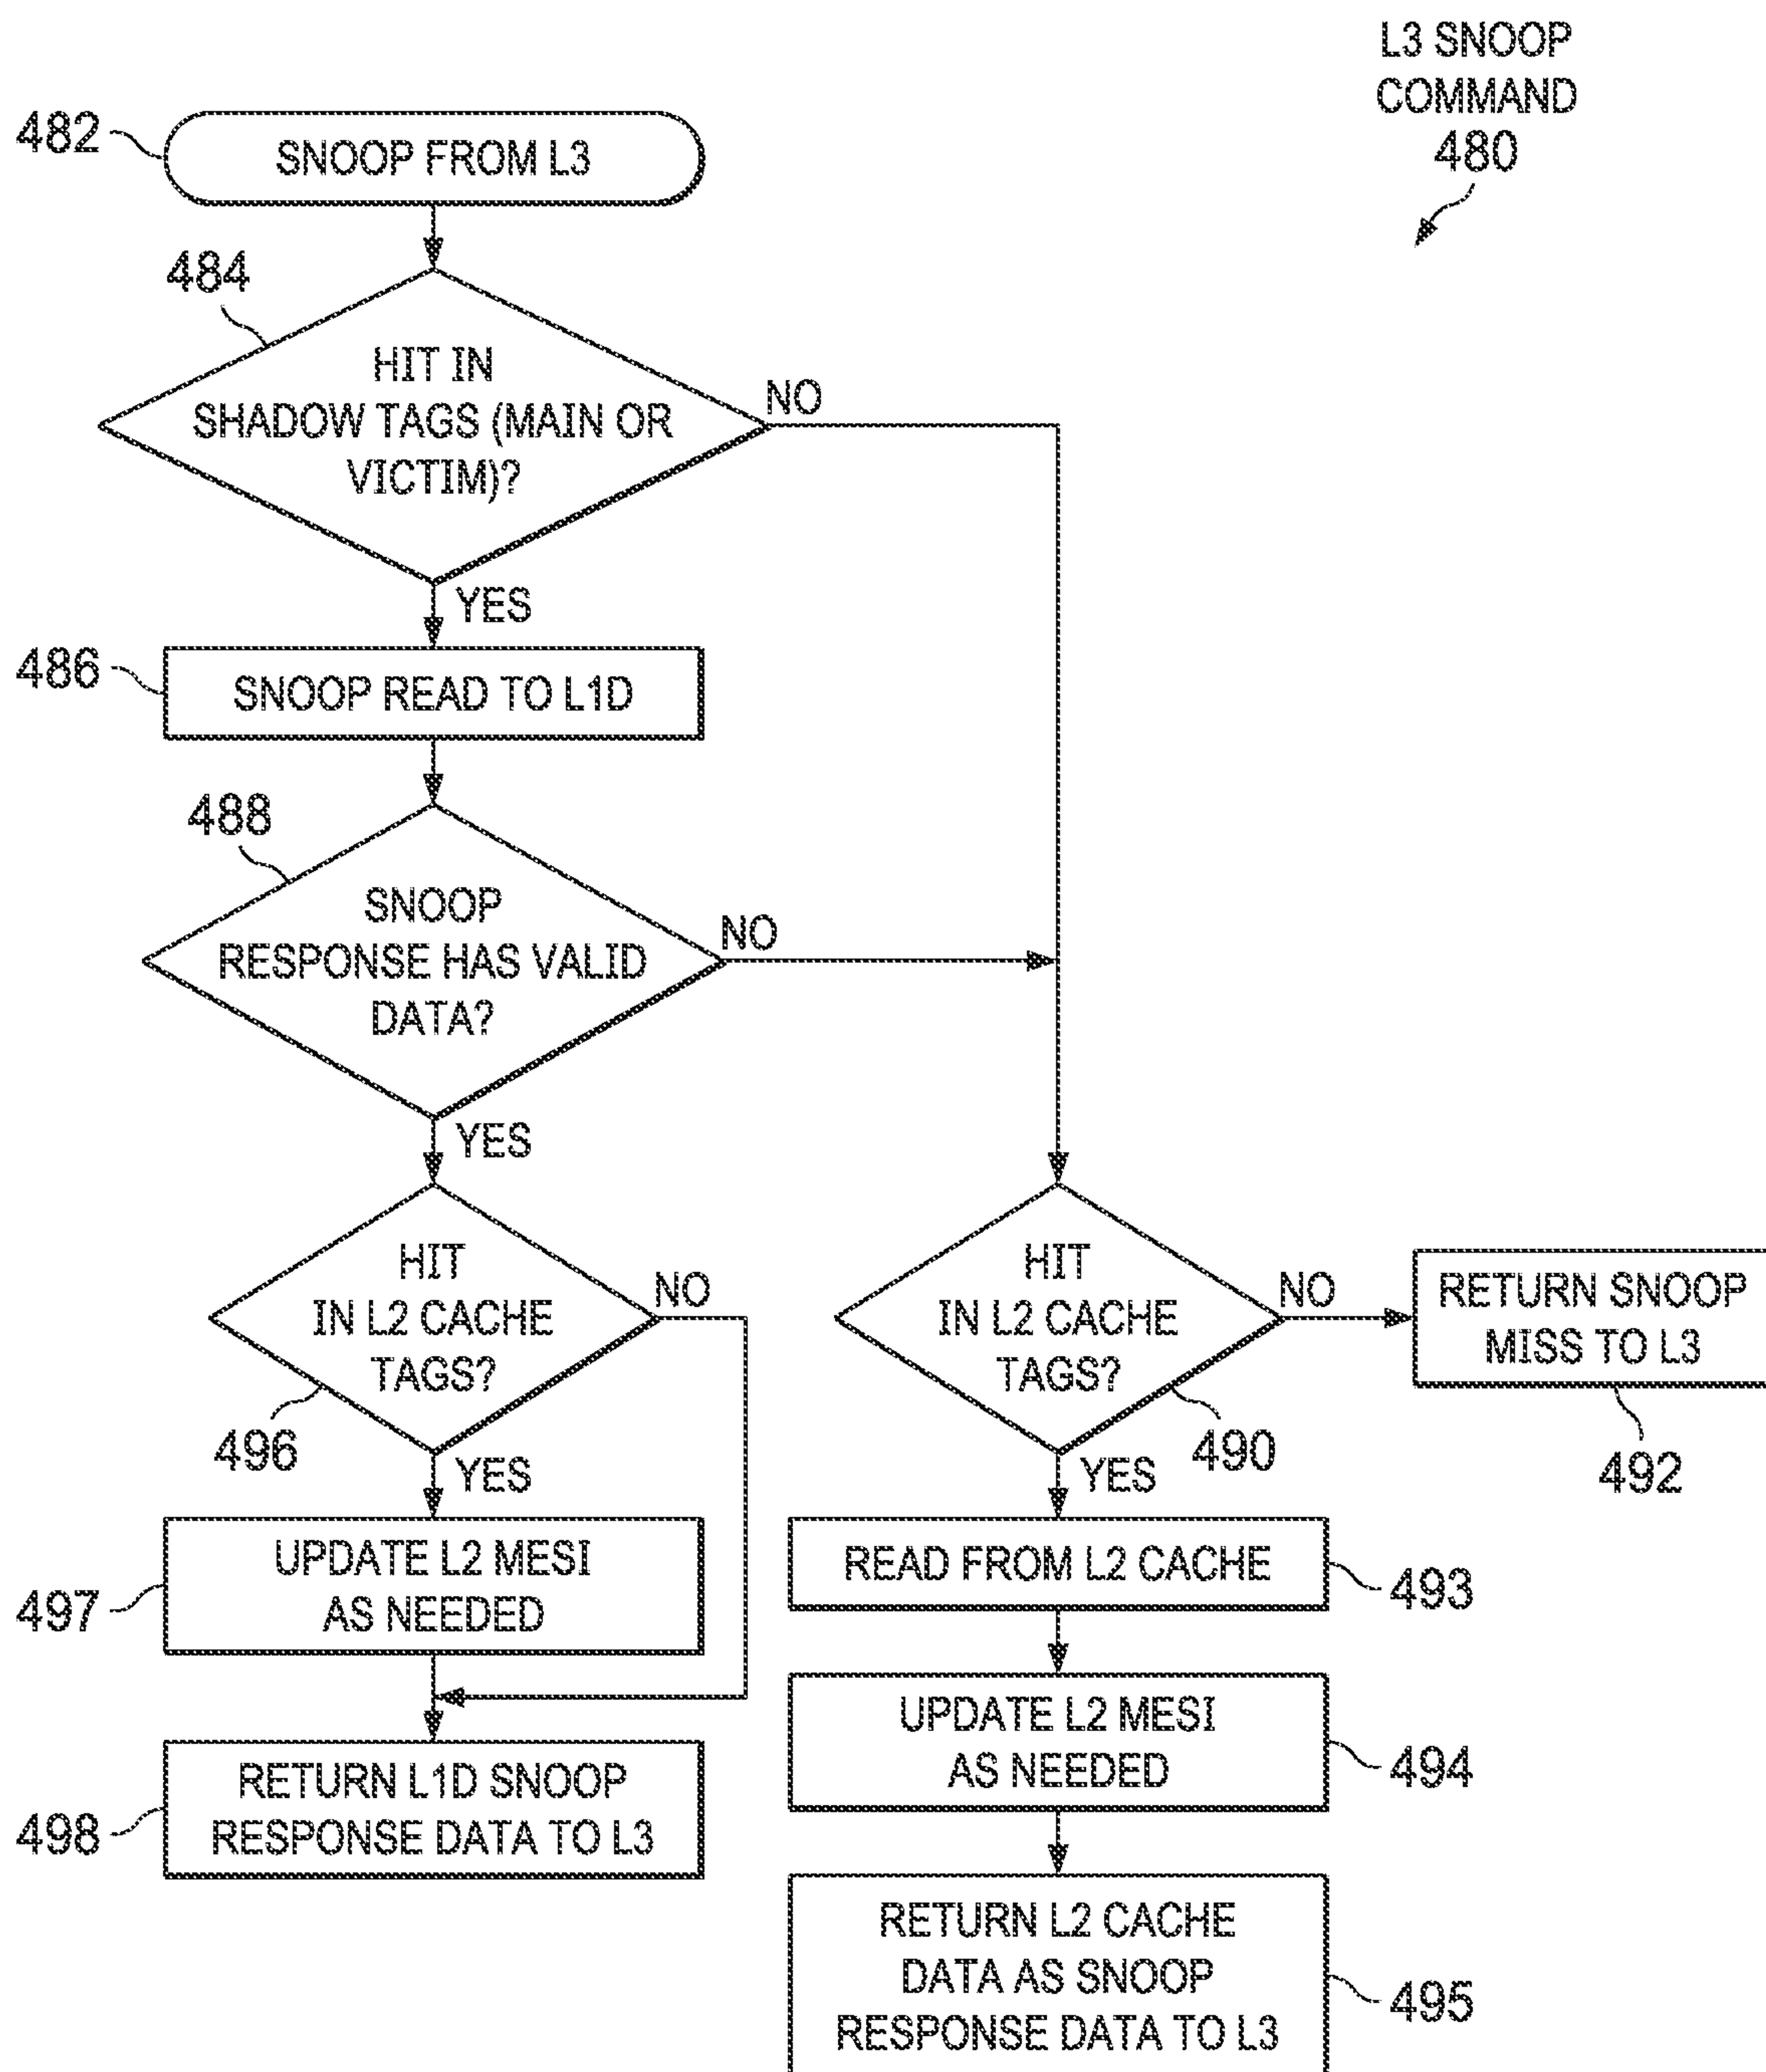 L3 SNOOP
COMMAND
480
482
SNOOP FROM L3
484
HIT IN
SHADOW TAGS (MAIN OR
VICTIM)?
NO
YES
486
SNOOP READ TO L1D
488
SNOOP
RESPONSE HAS VALID
DATA?
NO
YES
HIT
IN L2 CACHE
TAGS?
NO
496
YES
HIT
IN L2 CACHE
TAGS?
NO
490
YES
RETURN SNOOP
MISS TO L3
492
497
UPDATE L2 MESI
AS NEEDED
READ FROM L2 CACHE
493
UPDATE L2 MESI
AS NEEDED
494
498
RETURN L1D SNOOP
RESPONSE DATA TO L3
RETURN L2 CACHE
DATA AS SNOOP
RESPONSE DATA TO L3
495